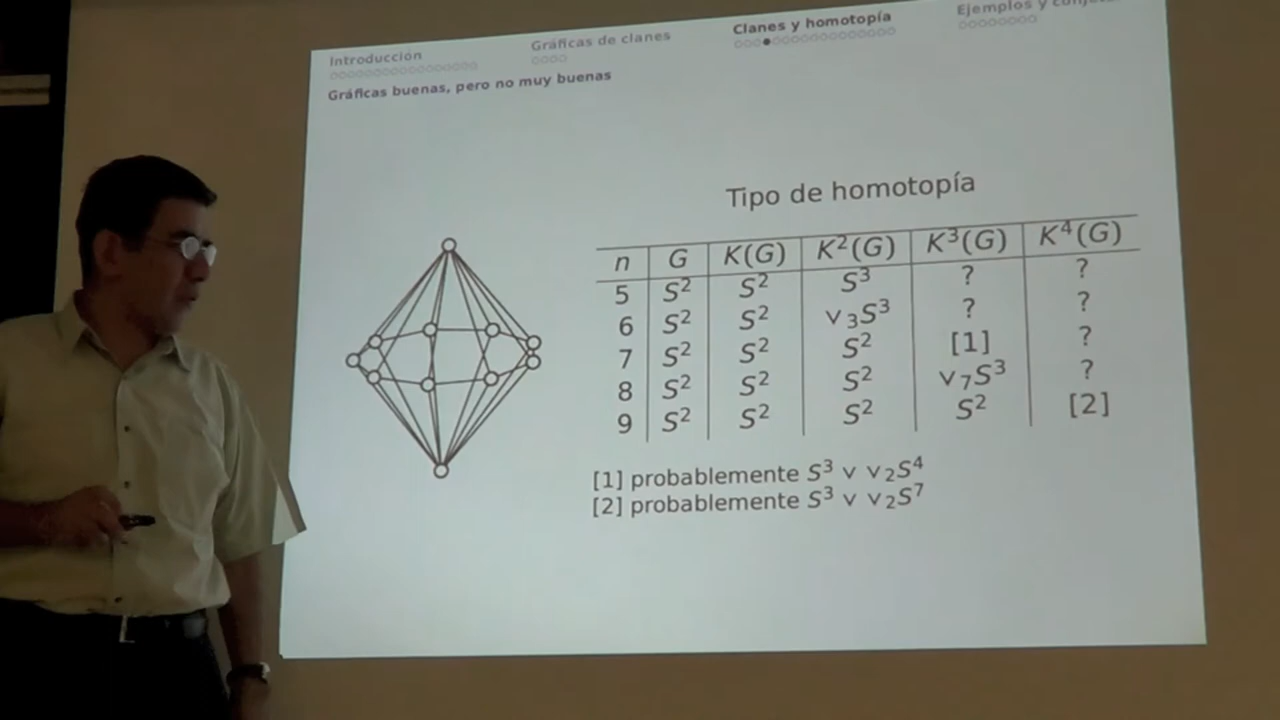 Introducción Gráficas de clanes Clanes y homotopía Ejemplos y
Gráficas buenas, pero no muy buenas
Tipo de homotopía
n G K(G) K²(G) K³(G) K⁴(G)
5 S² S² S³ ? ?
6 S² S² ∨₃S³ ? ?
7 S² S² S² [1] ?
8 S² S² S² ∨₇S³ ?
9 S² S² S² S² [2]
[1] probablemente S³ ∨ ∨₂S⁴
[2] probablemente S³ ∨ ∨₂S⁷